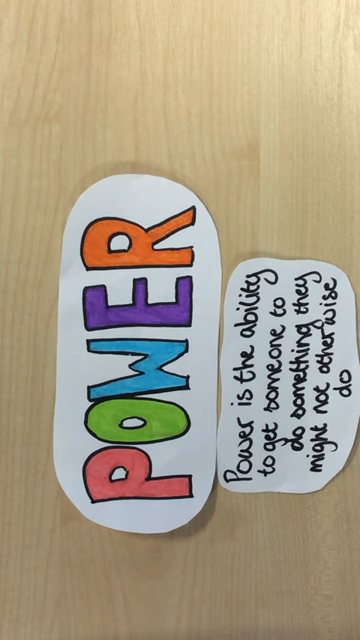 POWER
Power is the ability
to get someone to
do something they
might not otherwise
do